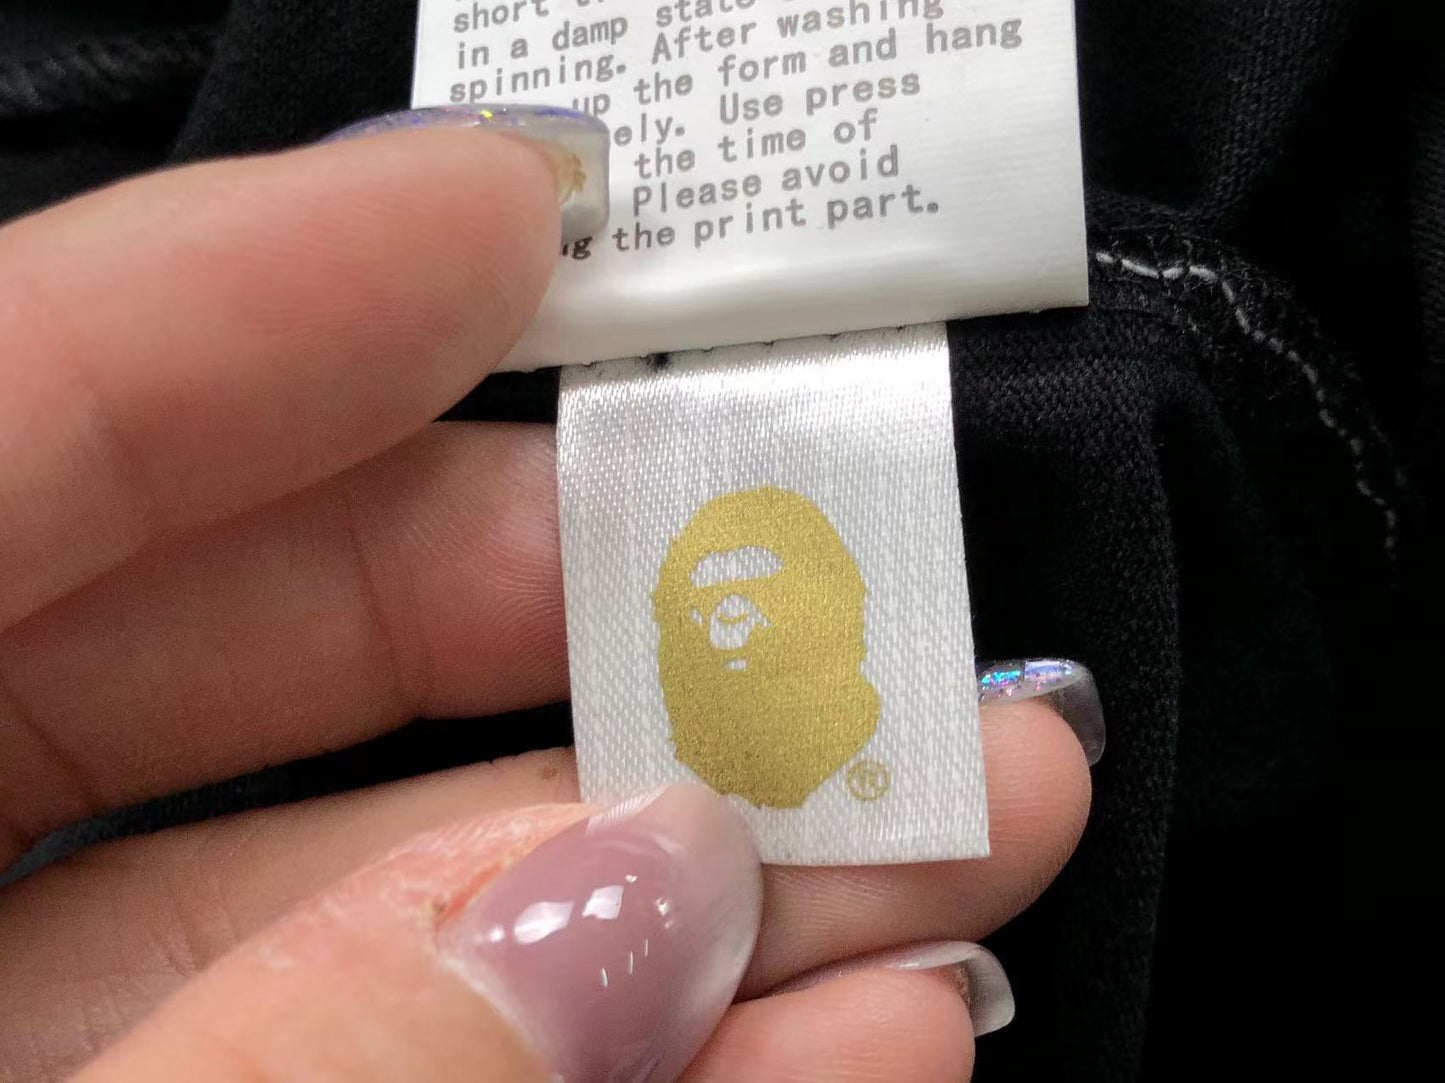 short
in a damp state
spinning. After washing
up the form and hang
ely. Use press
the time of
Please avoid
g the print part.
®